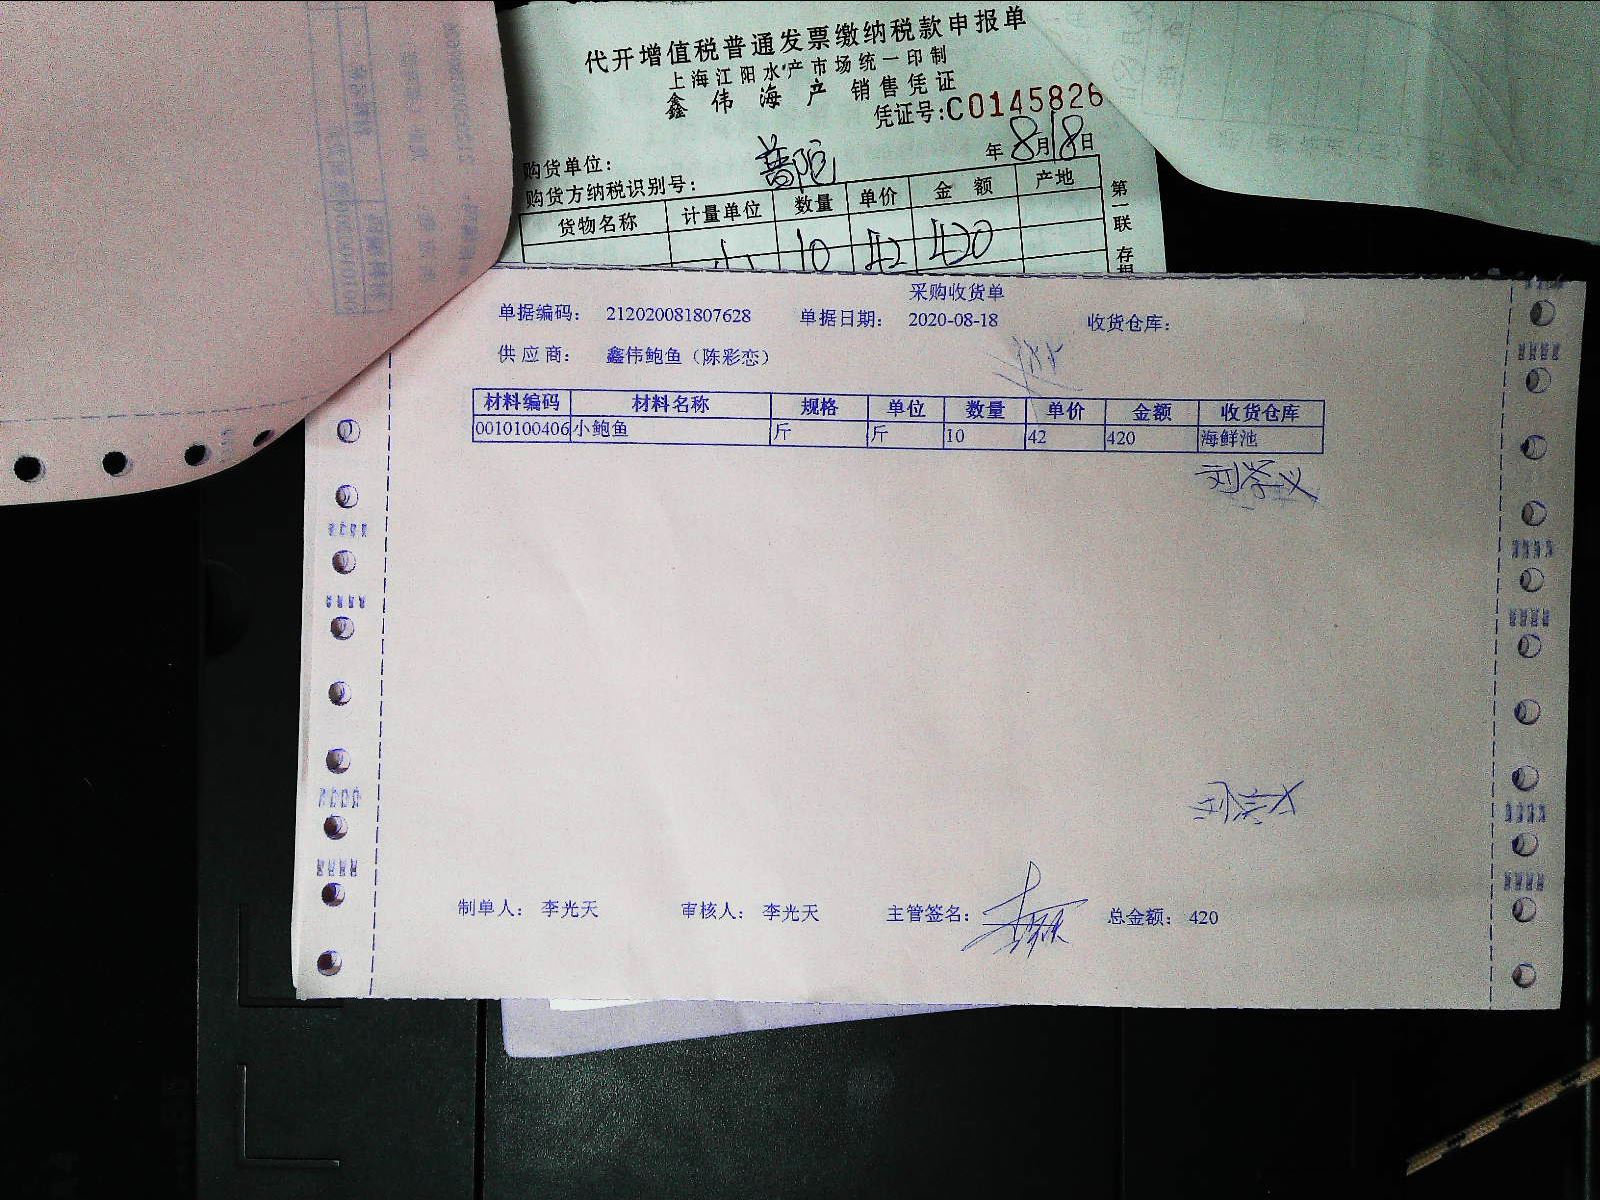 代开增值税普通发票缴纳税款申报单
上海江阳水产市场统一印制
鑫伟海产 销售凭证
凭证号:C0145826
年8月18日
购货单位: 普陀
购货方纳税识别号:
货物名称 计量单位 数量 单价 金额 产地
10 42 420
第一联 存根
采购收货单
单据编码: 212020081807628 单据日期: 2020-08-18 收货仓库:
供应商: 鑫伟鲍鱼（陈彩恋）
材料编码 材料名称 规格 单位 数量 单价 金额 收货仓库
0010100406 小鲍鱼 斤 斤 10 42 420 海鲜池
刘学义
制单人: 李光天 审核人: 李光天 主管签名: 总金额: 420